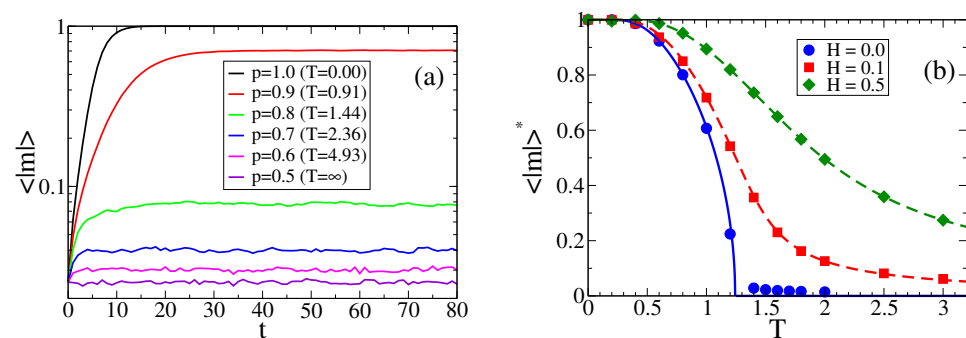 1
0.1
<|m|>
(a)
p=1.0 (T=0.00)
p=0.9 (T=0.91)
p=0.8 (T=1.44)
p=0.7 (T=2.36)
p=0.6 (T=4.93)
p=0.5 (T=∞)
0 10 20 30 40 50 60 70 80
t
1
0.8
0.6
0.4
0.2
0
<|m|>*
(b)
H = 0.0
H = 0.1
H = 0.5
0 0.5 1 1.5 2 2.5 3
T